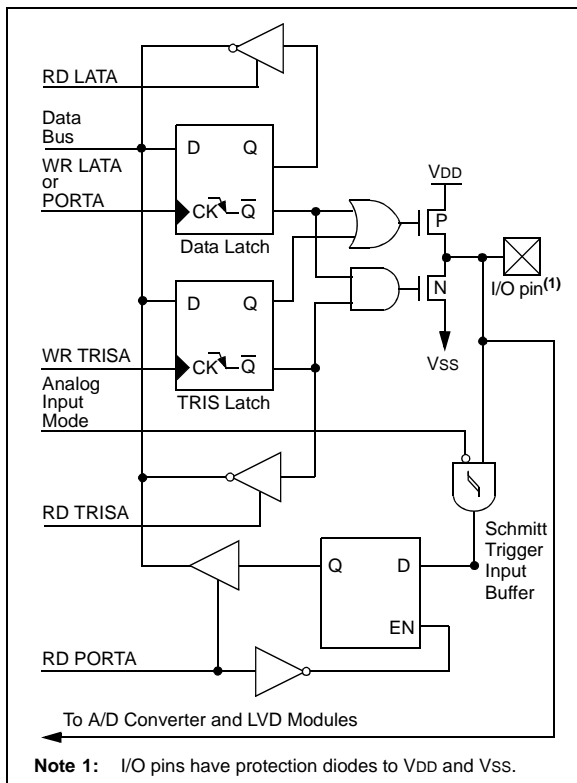 RD LATA
Data
Bus
D Q
WR LATA
or
PORTA
CK Q
Data Latch
VDD
P
I/O pin(1)
N
D Q
WR TRISA
CK Q
VSS
Analog
Input
Mode
TRIS Latch
RD TRISA
Schmitt
Trigger
Input
Buffer
Q D
EN
RD PORTA
To A/D Converter and LVD Modules
Note 1: I/O pins have protection diodes to VDD and VSS.